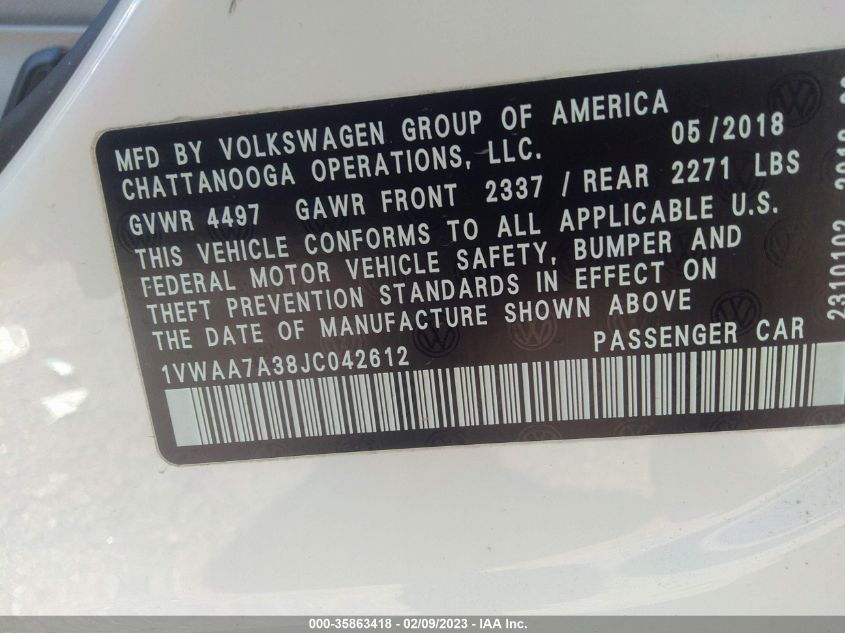 MFD BY VOLKSWAGEN GROUP OF AMERICA
CHATTANOOGA OPERATIONS, LLC. 05/2018
GVWR 4497 GAWR FRONT 2337 / REAR 2271 LBS
THIS VEHICLE CONFORMS TO ALL APPLICABLE U.S.
FEDERAL MOTOR VEHICLE SAFETY, BUMPER AND
THEFT PREVENTION STANDARDS IN EFFECT ON
THE DATE OF MANUFACTURE SHOWN ABOVE
1VWAA7A38JC042612 PASSENGER CAR
2310102
000-35863418 - 02/09/2023 - IAA Inc.